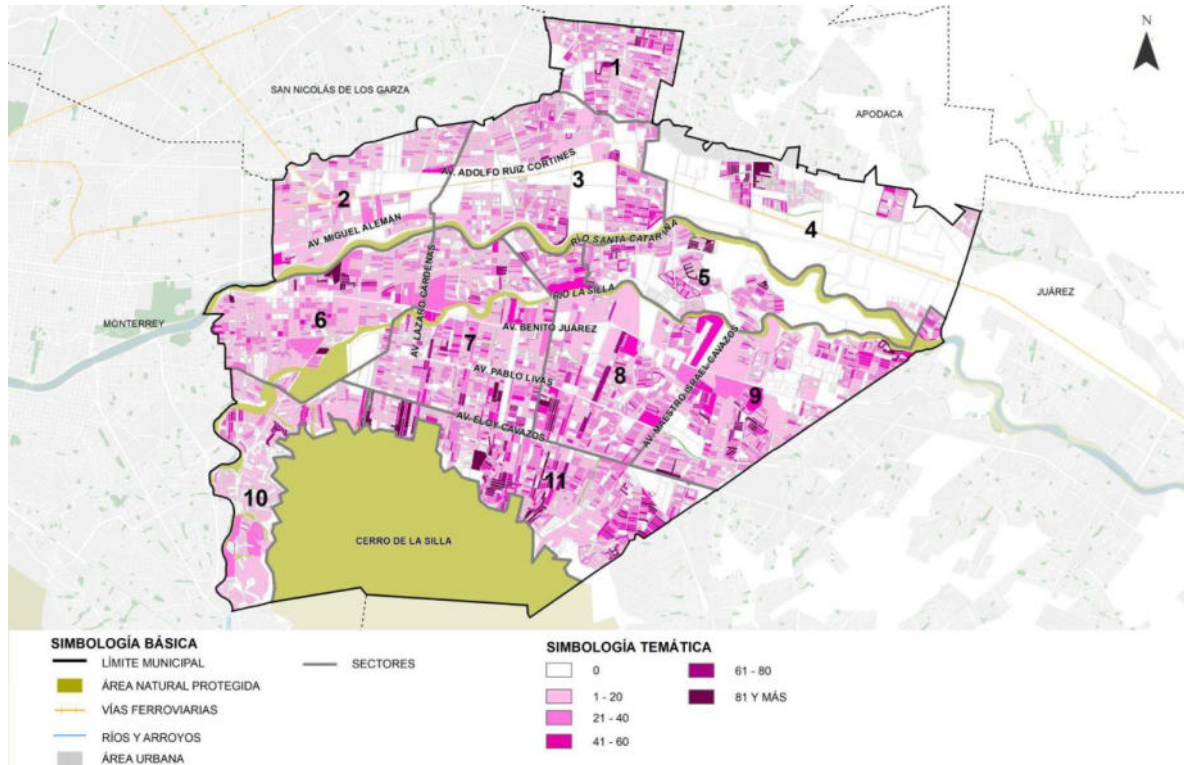 N
SAN NICOLÁS DE LOS GARZA
1
APODACA
AV. ADOLFO RUIZ CORTINES
3
2
AV. MIGUEL ALEMÁN
RÍO SANTA CATARINA
4
5
JUÁREZ
AV. LÁZARO CÁRDENAS
RÍO LA SILLA
MONTERREY
6
AV. BENITO JUÁREZ
7
AV. PABLO LIVAS
8
AV. MAESTRO ISRAEL CAVAZOS
9
AV. ELOY CAVAZOS
11
10
CERRO DE LA SILLA
SIMBOLOGÍA BÁSICA
LÍMITE MUNICIPAL
SECTORES
ÁREA NATURAL PROTEGIDA
VÍAS FERROVIARIAS
RÍOS Y ARROYOS
ÁREA URBANA
SIMBOLOGÍA TEMÁTICA
0
1 - 20
21 - 40
41 - 60
61 - 80
81 Y MÁS